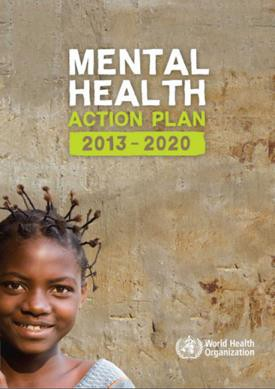 MENTAL
HEALTH
ACTION PLAN
2013 - 2020
World Health
Organization